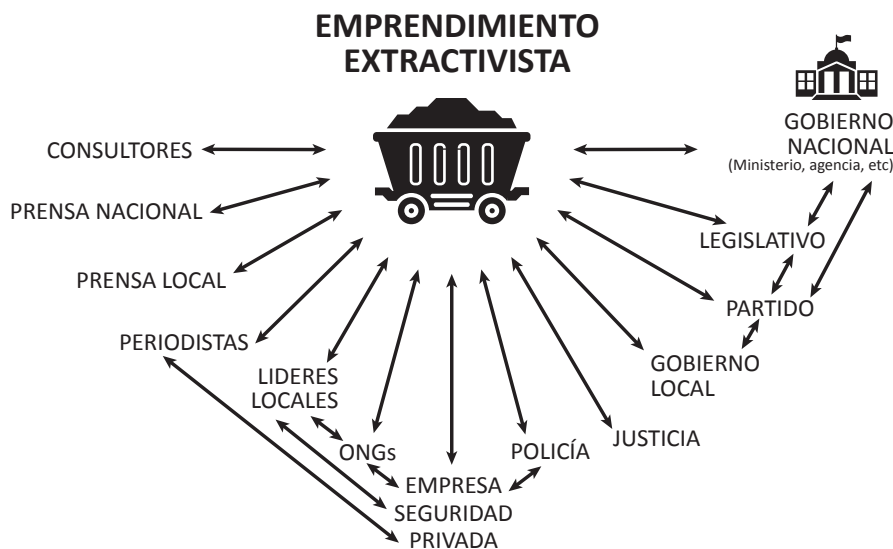 EMPRENDIMIENTO
EXTRACTIVISTA
GOBIERNO
NACIONAL
(Ministerio, agencia, etc)
CONSULTORES
PRENSA NACIONAL
LEGISLATIVO
PRENSA LOCAL
PARTIDO
PERIODISTAS
GOBIERNO
LOCAL
LIDERES
LOCALES
JUSTICIA
ONGs
POLICÍA
EMPRESA
SEGURIDAD
PRIVADA